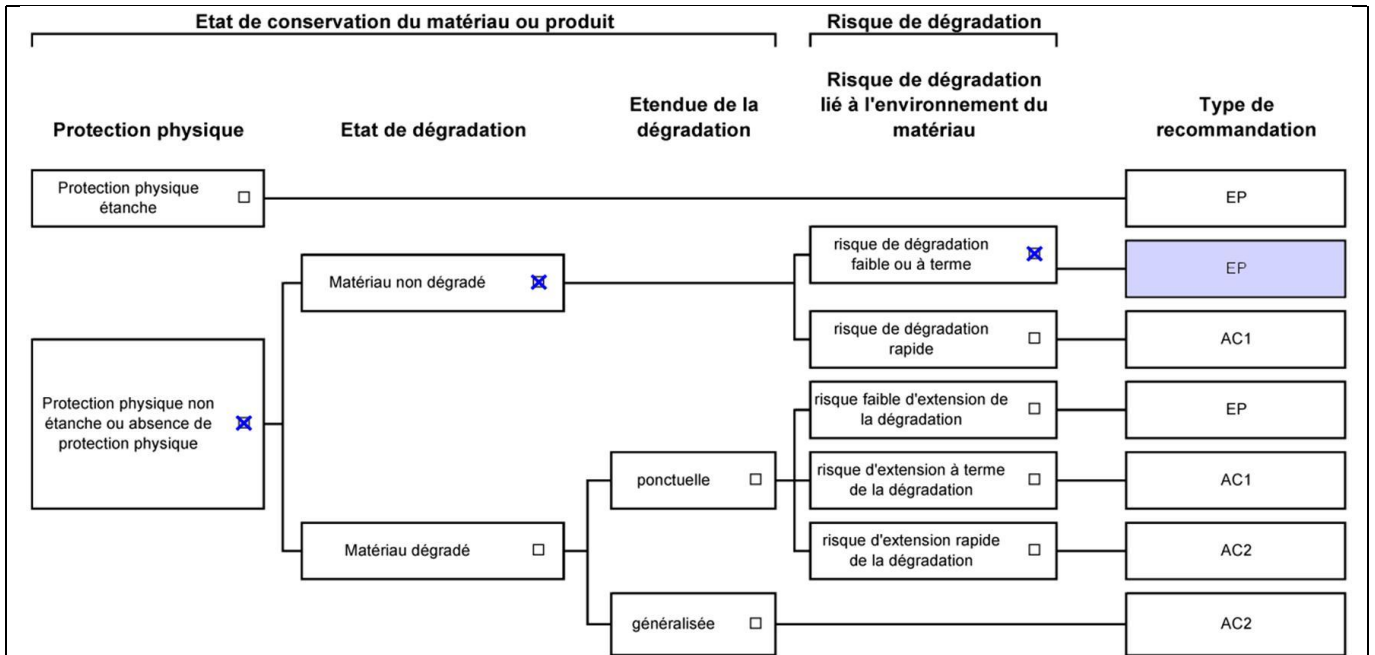 Etat de conservation du matériau ou produit
Risque de dégradation
Protection physique
Etat de dégradation
Etendue de la
dégradation
Risque de dégradation
lié à l'environnement du
matériau
Type de
recommandation
Protection physique
étanche
EP
Matériau non dégradé
risque de dégradation
faible ou à terme
EP
risque de dégradation
rapide
AC1
Protection physique non
étanche ou absence de
protection physique
risque faible d'extension de
la dégradation
EP
ponctuelle
risque d'extension à terme
de la dégradation
AC1
Matériau dégradé
risque d'extension rapide
de la dégradation
AC2
généralisée
AC2